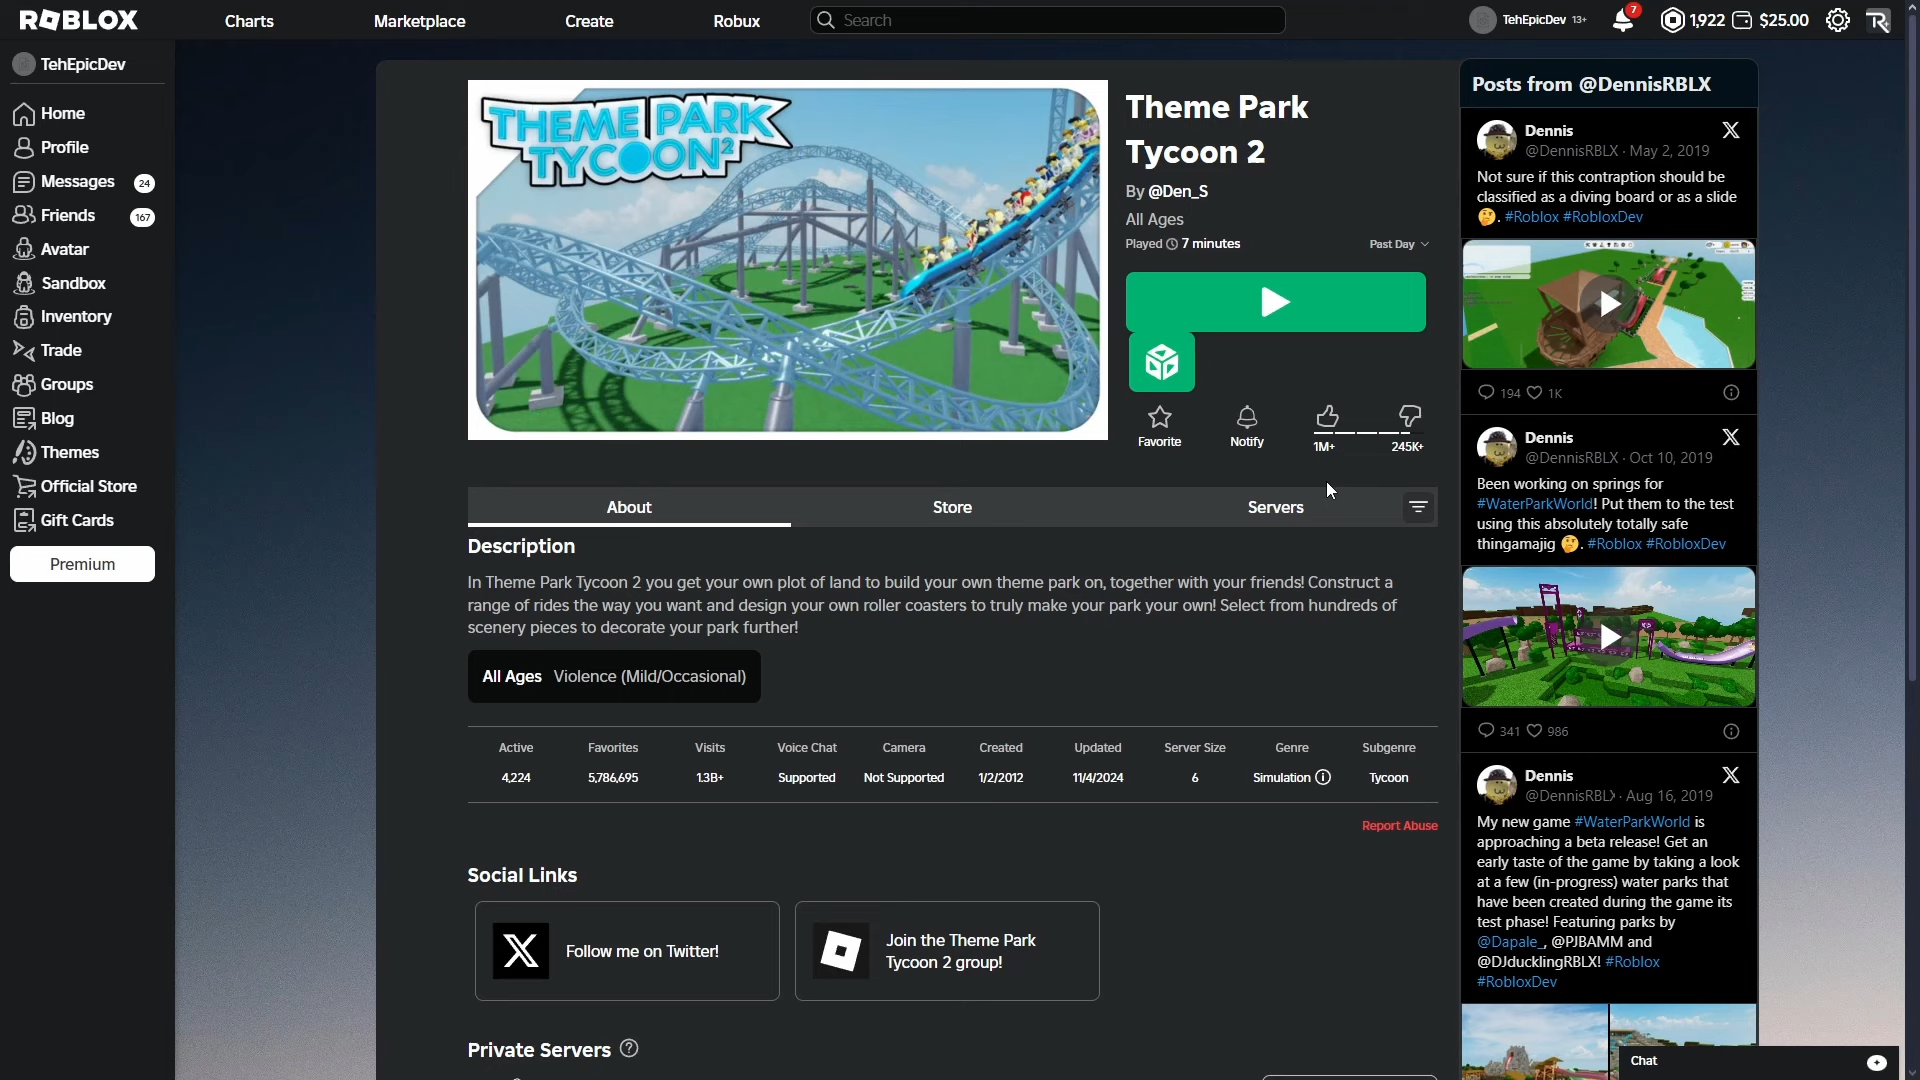 ROBLOX
Charts
Marketplace
Create
Robux
Search
TehEpicDev 13+
7
1,922
$25.00
TehEpicDev
Home
Profile
Messages 24
Friends 167
Avatar
Sandbox
Inventory
Trade
Groups
Blog
Themes
Official Store
Gift Cards
Premium
THEME PARK
TYCOON 2
Theme Park
Tycoon 2
By @Den_S
All Ages
Played 7 minutes
Past Day
Favorite
Notify
1M+
245K+
About
Store
Servers
Description
In Theme Park Tycoon 2 you get your own plot of land to build your own theme park on, together with your friends! Construct a
range of rides the way you want and design your own roller coasters to truly make your park your own! Select from hundreds of
scenery pieces to decorate your park further!
All Ages Violence (Mild/Occasional)
Active Favorites Visits Voice Chat Camera Created Updated Server Size Genre Subgenre
4,224 5,786,695 1.3B+ Supported Not Supported 1/2/2012 11/4/2024 6 Simulation Tycoon
Report Abuse
Social Links
Follow me on Twitter!
Join the Theme Park
Tycoon 2 group!
Private Servers
Posts from @DennisRBLX
Dennis
@DennisRBLX · May 2, 2019
Not sure if this contraption should be
classified as a diving board or as a slide
🤔. #Roblox #RobloxDev
194 1K
Dennis
@DennisRBLX · Oct 10, 2019
Been working on springs for
#WaterParkWorld! Put them to the test
using this absolutely totally safe
thingamajig 🤔. #Roblox #RobloxDev
341 986
Dennis
@DennisRBLX · Aug 16, 2019
My new game #WaterParkWorld is
approaching a beta release! Get an
early taste of the game by taking a look
at a few (in-progress) water parks that
have been created during the game its
test phase! Featuring parks by
@Dapale_, @PJBAMM and
@DJducklingRBLX! #Roblox
#RobloxDev
Chat